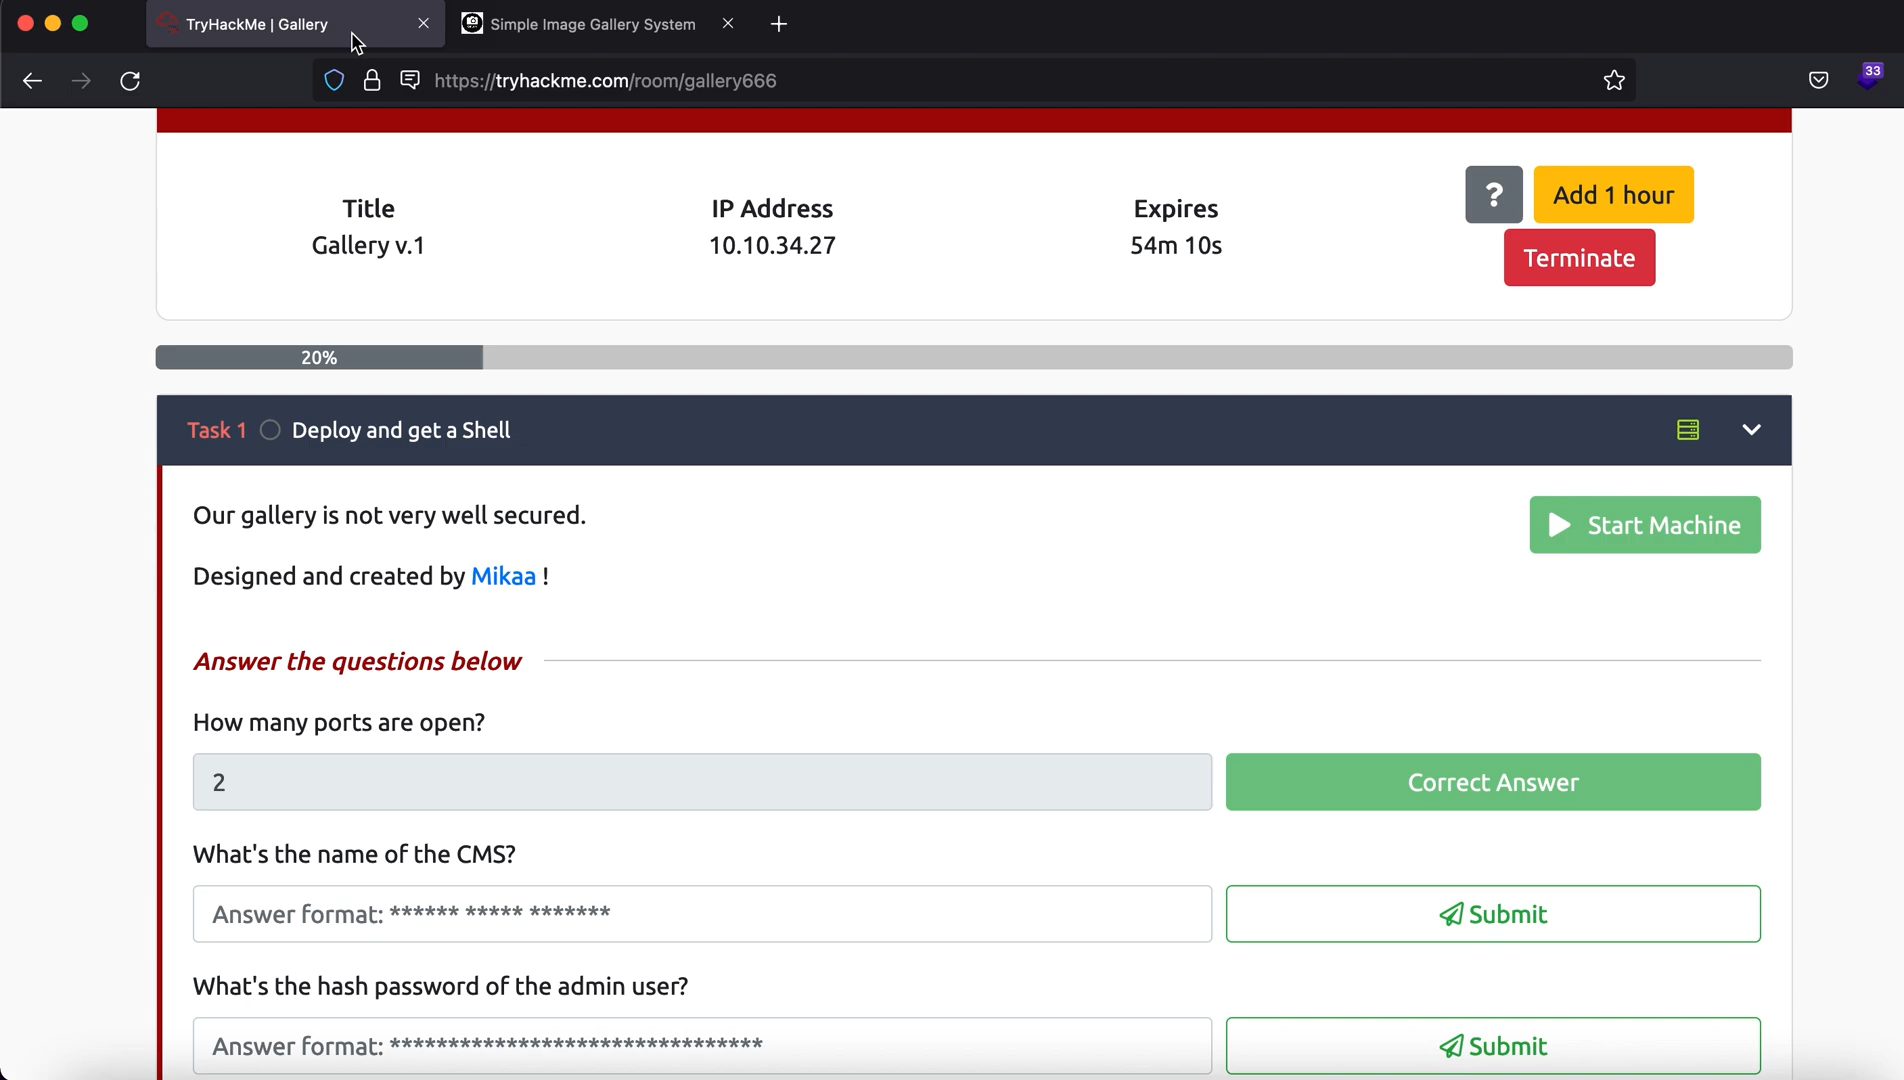 TryHackMe | Gallery
Simple Image Gallery System
https://tryhackme.com/room/gallery666
33
Title
Gallery v.1
IP Address
10.10.34.27
Expires
54m 10s
?
Add 1 hour
Terminate
20%
Task 1 Deploy and get a Shell
Our gallery is not very well secured.
Start Machine
Designed and created by Mikaa !
Answer the questions below
How many ports are open?
2
Correct Answer
What's the name of the CMS?
Answer format: ****** ***** *******
Submit
What's the hash password of the admin user?
Answer format: ********************************
Submit